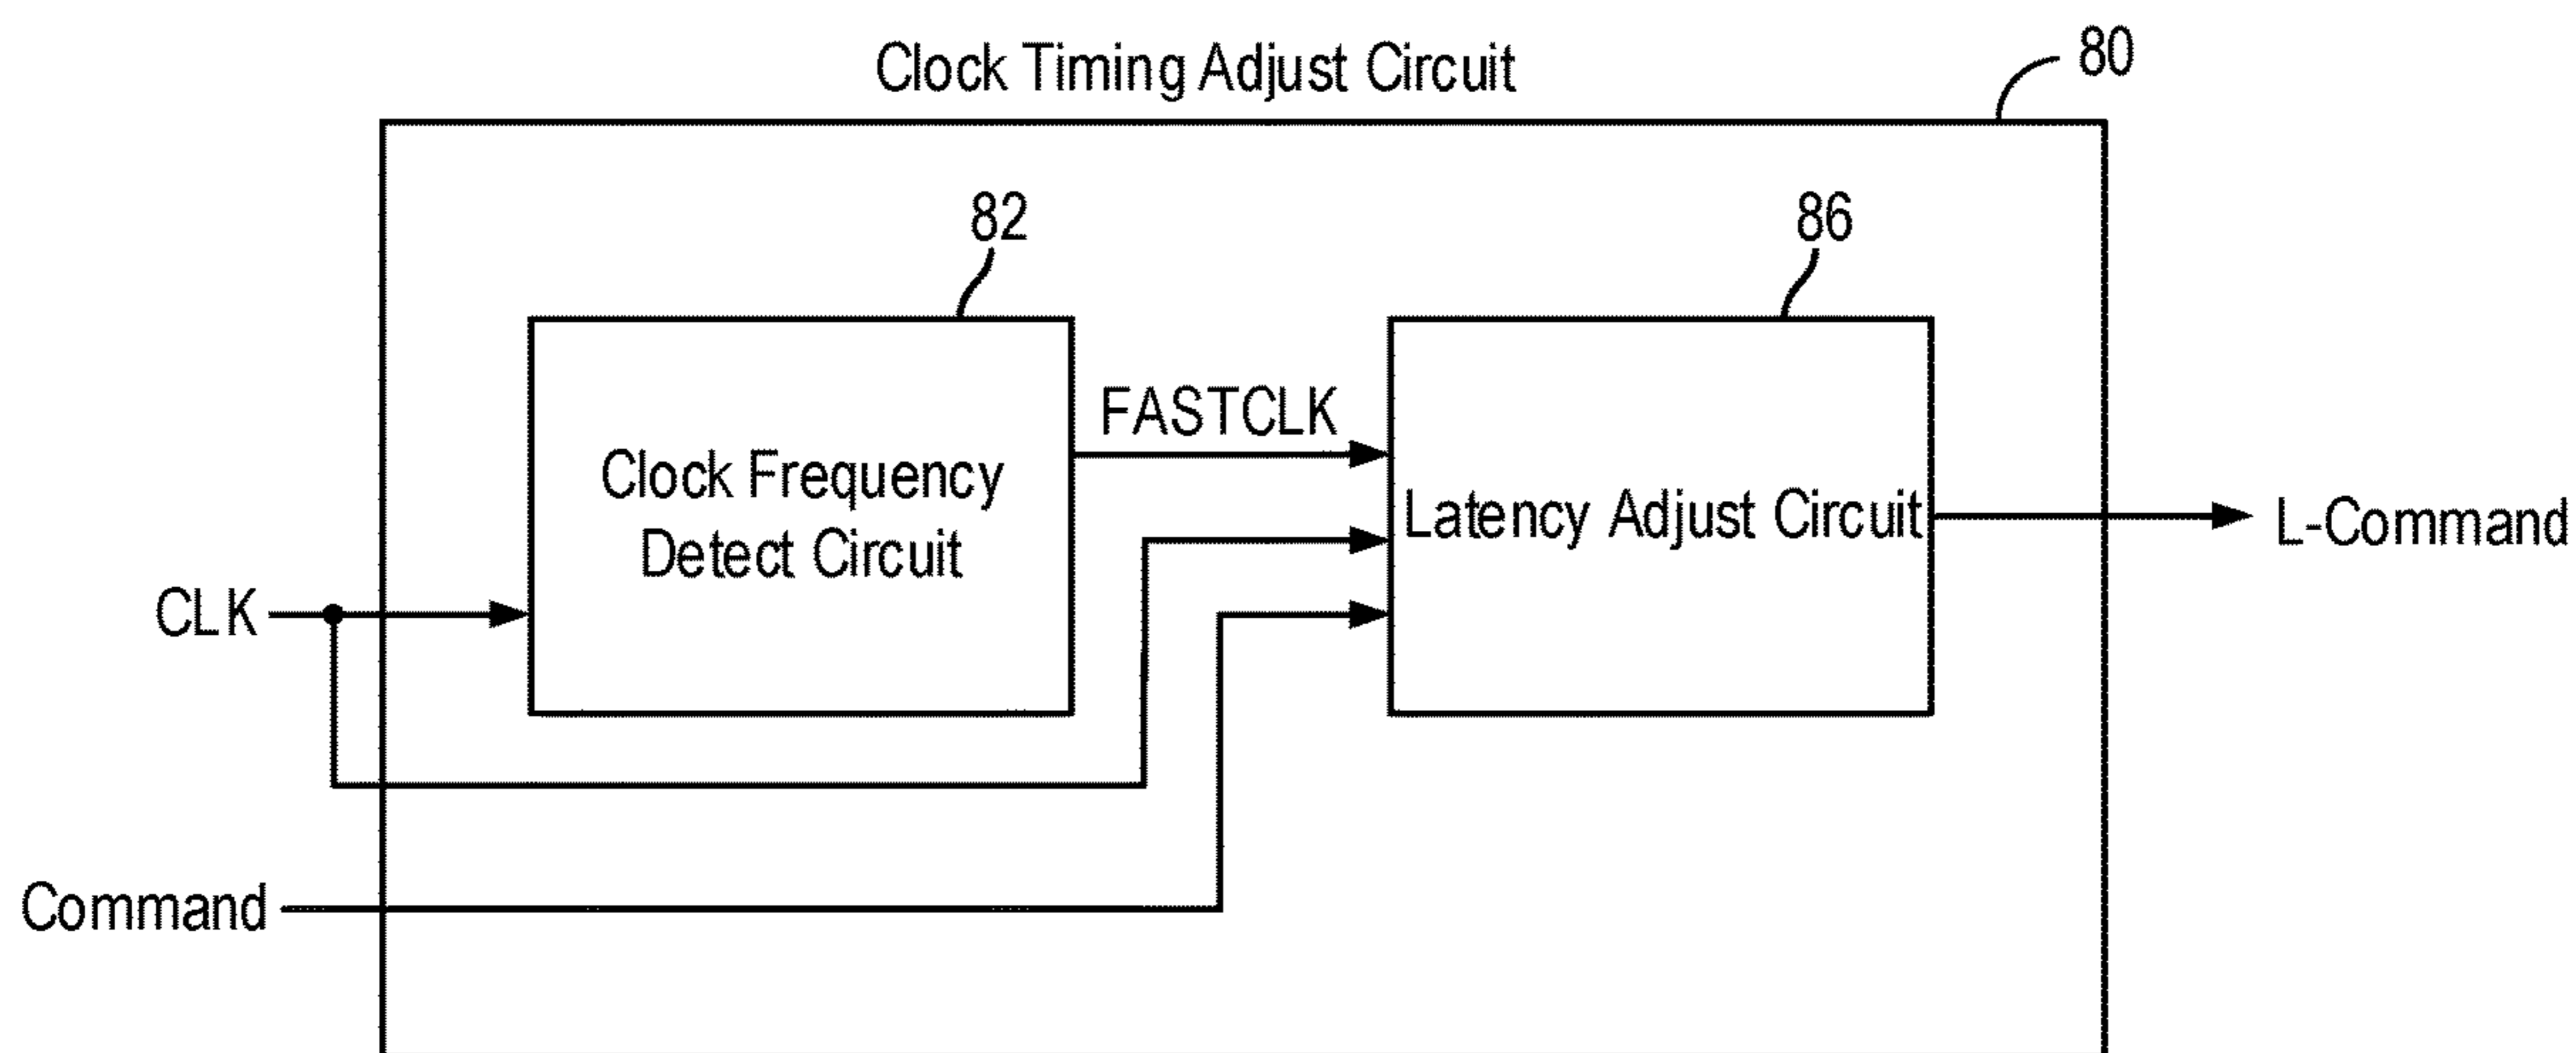 Clock Timing Adjust Circuit
80
82
86
FASTCLK
Clock Frequency
Detect Circuit
Latency Adjust Circuit
L-Command
CLK
Command